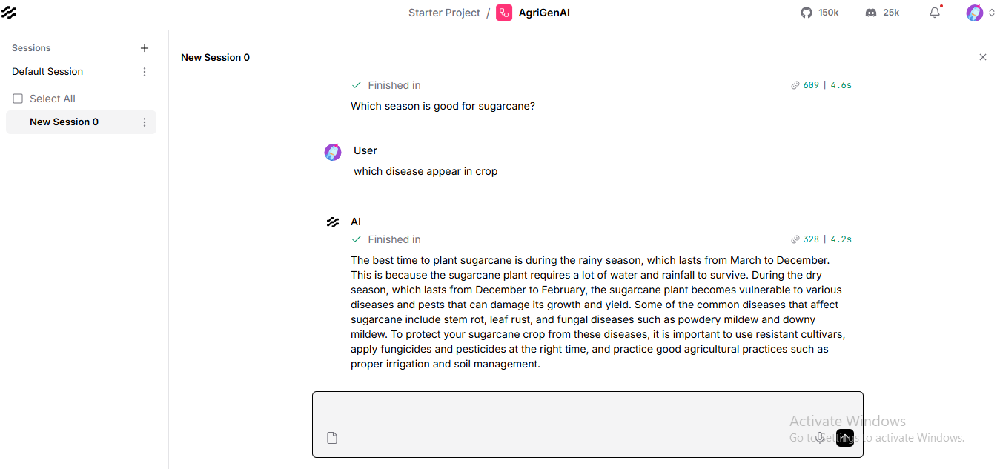 Starter Project / AgriGenAI 150k 25k
Sessions +
Default Session
Select All
New Session 0
New Session 0
Finished in 609 | 4.6s
Which season is good for sugarcane?
User
which disease appear in crop
AI
Finished in 328 | 4.2s
The best time to plant sugarcane is during the rainy season, which lasts from March to December.
This is because the sugarcane plant requires a lot of water and rainfall to survive. During the dry
season, which lasts from December to February, the sugarcane plant becomes vulnerable to various
diseases and pests that can damage its growth and yield. Some of the common diseases that affect
sugarcane include stem rot, leaf rust, and fungal diseases such as powdery mildew and downy
mildew. To protect your sugarcane crop from these diseases, it is important to use resistant cultivars,
apply fungicides and pesticides at the right time, and practice good agricultural practices such as
proper irrigation and soil management.
Activate Windows
Go to Settings to activate Windows.